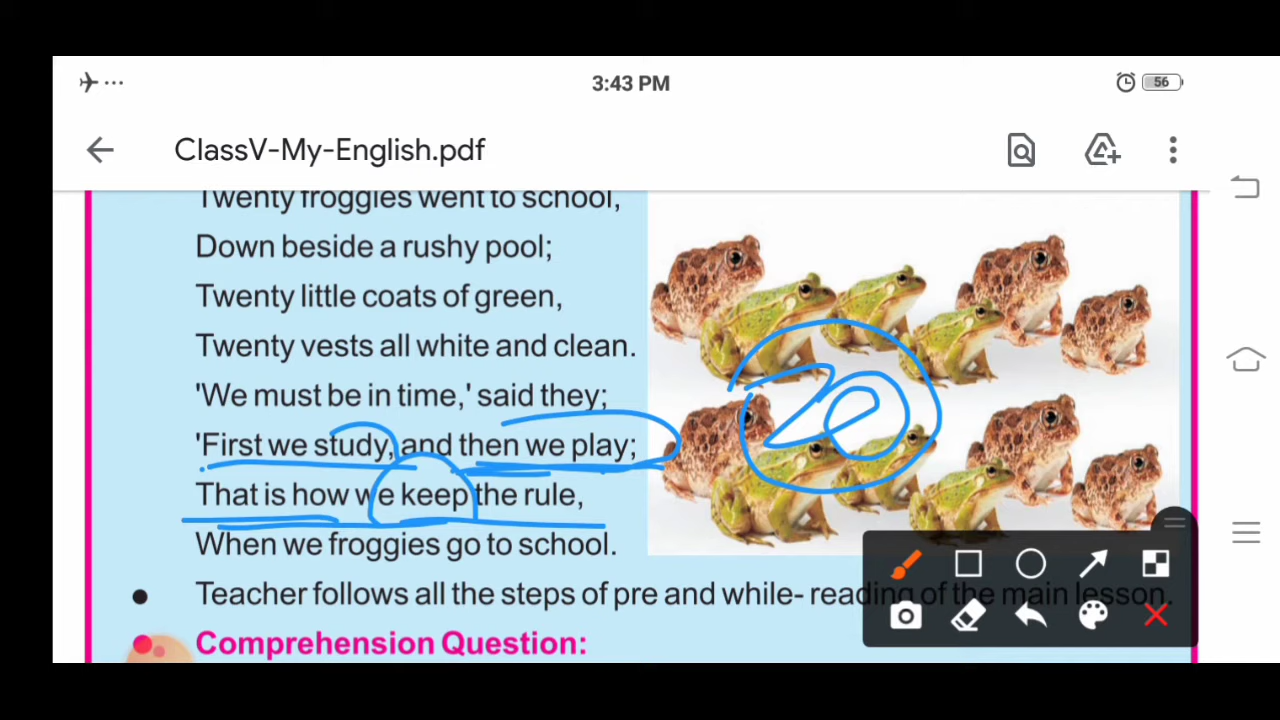 3:43 PM
56
ClassV-My-English.pdf
Twenty froggies went to school,
Down beside a rushy pool;
Twenty little coats of green,
Twenty vests all white and clean.
'We must be in time,' said they;
'First we study, and then we play;
That is how we keep the rule,
When we froggies go to school.
20
• Teacher follows all the steps of pre and while- reading of the main lesson.
Comprehension Question: